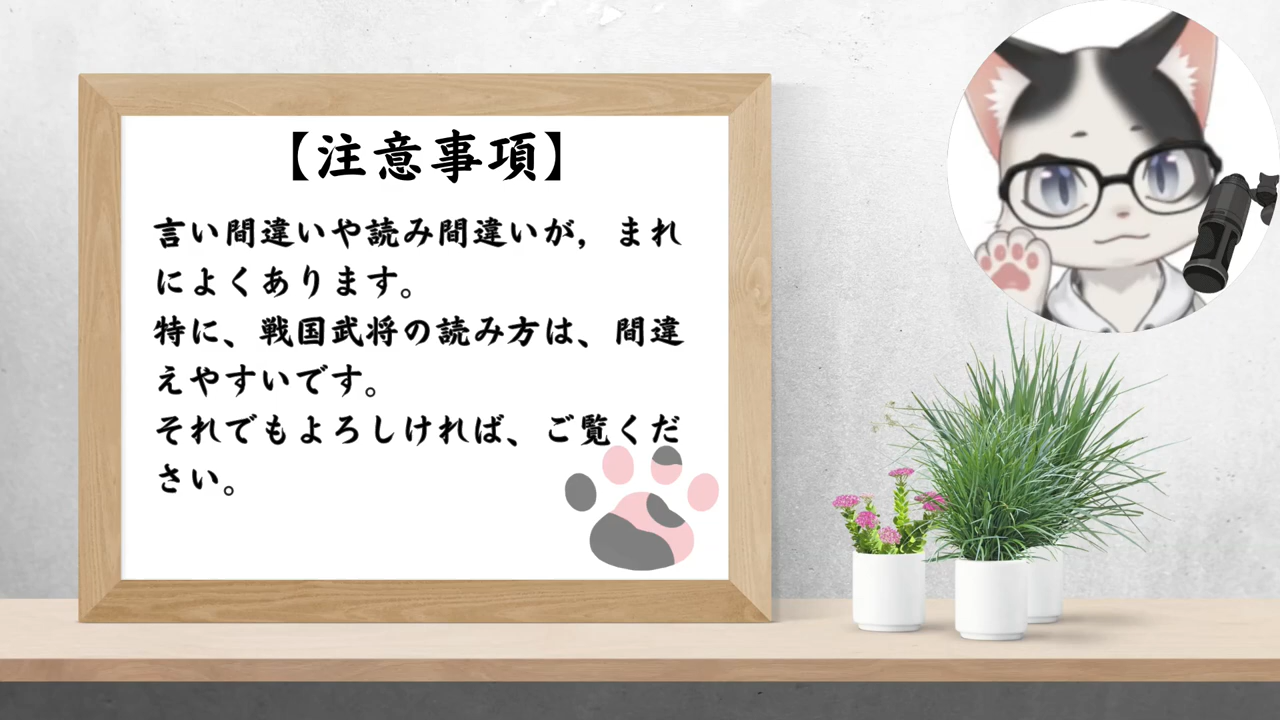 【注意事項】
言い間違いや読み間違いが，まれ
によくあります。
特に、戦国武将の読み方は、間違
えやすいです。
それでもよろしければ、ご覧くだ
さい。